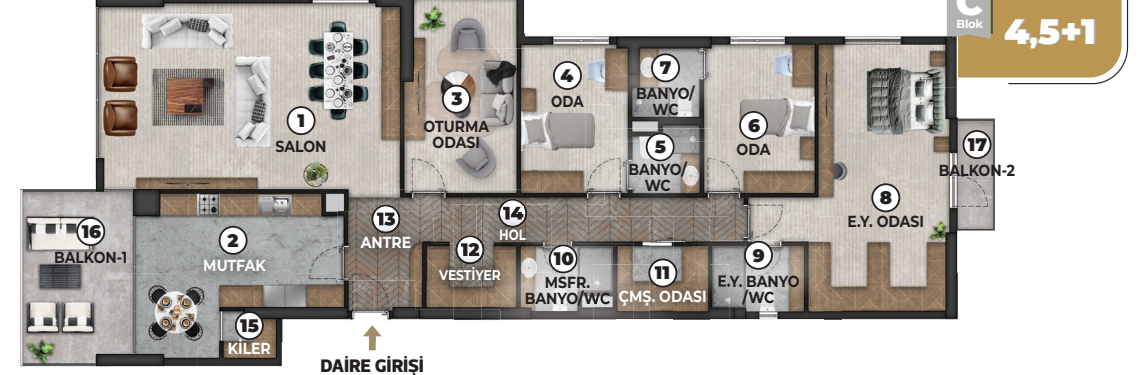 C
Blok
4,5+1
1
SALON
2
MUTFAK
3
OTURMA
ODASI
4
ODA
5
BANYO/
WC
6
ODA
7
BANYO/
WC
8
E.Y. ODASI
9
E.Y. BANYO
/WC
10
MSFR.
BANYO/WC
11
ÇMŞ. ODASI
12
VESTİYER
13
ANTRE
14
HOL
15
KİLER
16
BALKON-1
17
BALKON-2
DAİRE GİRİŞİ